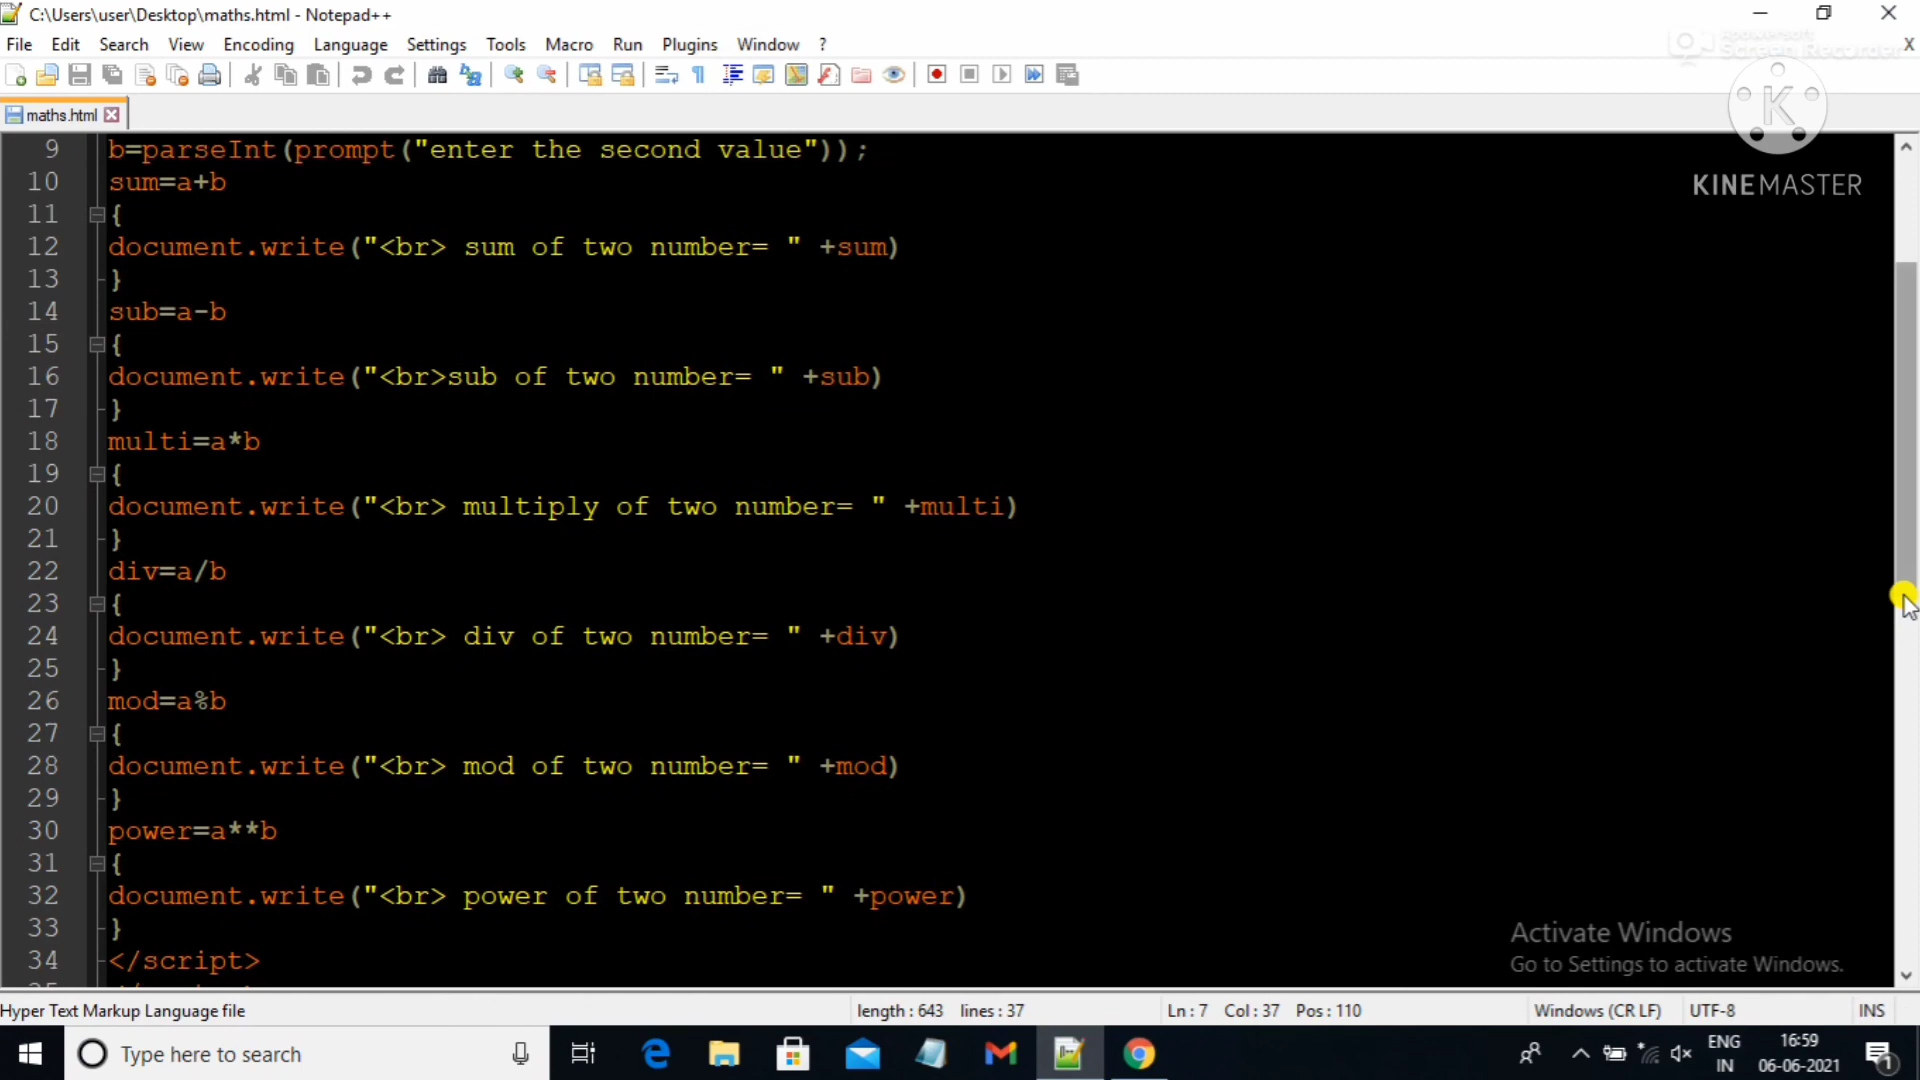 C:\Users\user\Desktop\maths.html - Notepad++
File Edit Search View Encoding Language Settings Tools Macro Run Plugins Window ? X
Apowersoft
Screen Recorder
maths.html
K
KINEMASTER
9 b=parseInt(prompt("enter the second value"));
10 sum=a+b
11 {
12 document.write("<br> sum of two number= " +sum)
13 }
14 sub=a-b
15 {
16 document.write("<br>sub of two number= " +sub)
17 }
18 multi=a*b
19 {
20 document.write("<br> multiply of two number= " +multi)
21 }
22 div=a/b
23 {
24 document.write("<br> div of two number= " +div)
25 }
26 mod=a%b
27 {
28 document.write("<br> mod of two number= " +mod)
29 }
30 power=a**b
31 {
32 document.write("<br> power of two number= " +power)
33 }
34 </script>
Activate Windows
Go to Settings to activate Windows.
Hyper Text Markup Language file length : 643 lines : 37 Ln : 7 Col : 37 Pos : 110 Windows (CR LF) UTF-8 INS
Type here to search
ENG
IN
16:59
06-06-2021
1